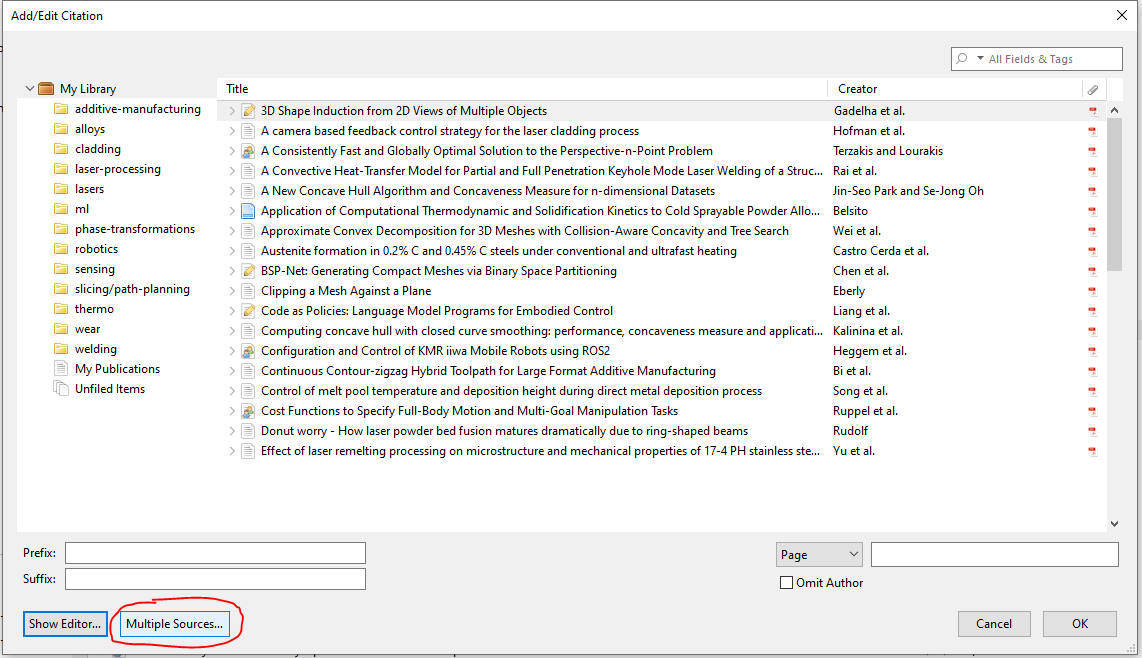 Add/Edit Citation
All Fields & Tags
My Library
additive-manufacturing
alloys
cladding
laser-processing
lasers
ml
phase-transformations
robotics
sensing
slicing/path-planning
thermo
wear
welding
My Publications
Unfiled Items
Title Creator
3D Shape Induction from 2D Views of Multiple Objects Gadelha et al.
A camera based feedback control strategy for the laser cladding process Hofman et al.
A Consistently Fast and Globally Optimal Solution to the Perspective-n-Point Problem Terzakis and Lourakis
A Convective Heat-Transfer Model for Partial and Full Penetration Keyhole Mode Laser Welding of a Struc... Rai et al.
A New Concave Hull Algorithm and Concaveness Measure for n-dimensional Datasets Jin-Seo Park and Se-Jong Oh
Application of Computational Thermodynamic and Solidification Kinetics to Cold Sprayable Powder Allo... Belsito
Approximate Convex Decomposition for 3D Meshes with Collision-Aware Concavity and Tree Search Wei et al.
Austenite formation in 0.2% C and 0.45% C steels under conventional and ultrafast heating Castro Cerda et al.
BSP-Net: Generating Compact Meshes via Binary Space Partitioning Chen et al.
Clipping a Mesh Against a Plane Eberly
Code as Policies: Language Model Programs for Embodied Control Liang et al.
Computing concave hull with closed curve smoothing: performance, concaveness measure and applicati... Kalinina et al.
Configuration and Control of KMR iiwa Mobile Robots using ROS2 Heggem et al.
Continuous Contour-zigzag Hybrid Toolpath for Large Format Additive Manufacturing Bi et al.
Control of melt pool temperature and deposition height during direct metal deposition process Song et al.
Cost Functions to Specify Full-Body Motion and Multi-Goal Manipulation Tasks Ruppel et al.
Donut worry - How laser powder bed fusion matures dramatically due to ring-shaped beams Rudolf
Effect of laser remelting processing on microstructure and mechanical properties of 17-4 PH stainless ste... Yu et al.
Prefix: Page
Suffix: Omit Author
Show Editor... Multiple Sources... Cancel OK